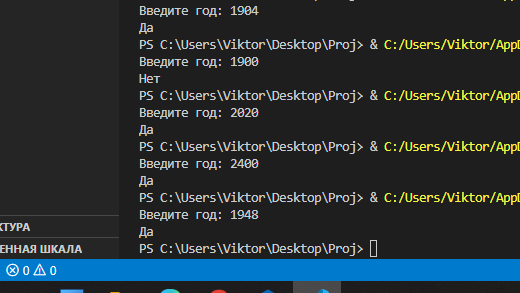 Введите год: 1904
Да
PS C:\Users\Viktor\Desktop\Proj> & C:/Users/Viktor/AppD
Введите год: 1900
Нет
PS C:\Users\Viktor\Desktop\Proj> & C:/Users/Viktor/AppD
Введите год: 2020
Да
PS C:\Users\Viktor\Desktop\Proj> & C:/Users/Viktor/AppD
Введите год: 2400
Да
PS C:\Users\Viktor\Desktop\Proj> & C:/Users/Viktor/AppD
Введите год: 1948
Да
PS C:\Users\Viktor\Desktop\Proj>
КТУРА
ЕННАЯ ШКАЛА
0 0